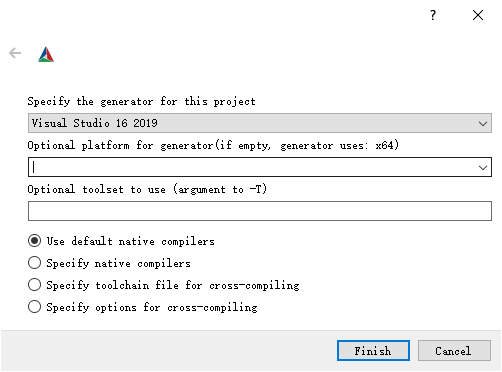 ?
Specify the generator for this project
Visual Studio 16 2019
Optional platform for generator(if empty, generator uses: x64)
Optional toolset to use (argument to -T)
Use default native compilers
Specify native compilers
Specify toolchain file for cross-compiling
Specify options for cross-compiling
Finish Cancel